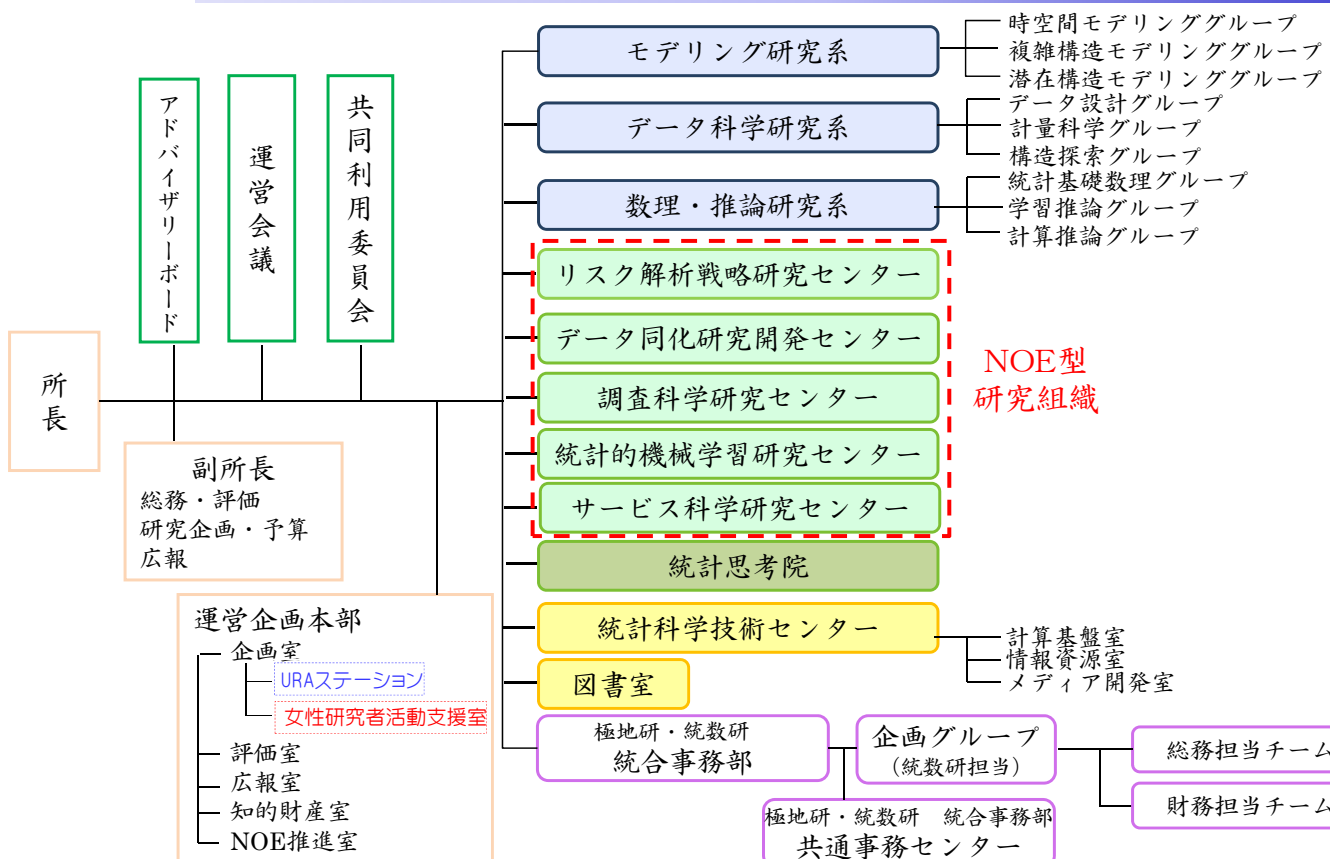 モデリング研究系
時空間モデリンググループ
複雑構造モデリンググループ
潜在構造モデリンググループ
データ科学研究系
データ設計グループ
計量科学グループ
構造探索グループ
数理・推論研究系
統計基礎数理グループ
学習推論グループ
計算推論グループ
アドバイザリーボード
運営会議
共同利用委員会
リスク解析戦略研究センター
データ同化研究開発センター
調査科学研究センター
統計的機械学習研究センター
サービス科学研究センター
NOE型
研究組織
所長
副所長
総務・評価
研究企画・予算
広報
統計思考院
運営企画本部
企画室
URAステーション
女性研究者活動支援室
評価室
広報室
知的財産室
NOE推進室
統計科学技術センター
計算基盤室
情報資源室
メディア開発室
図書室
極地研・統数研
統合事務部
企画グループ
(統数研担当)
総務担当チーム
財務担当チーム
極地研・統数研 統合事務部
共通事務センター